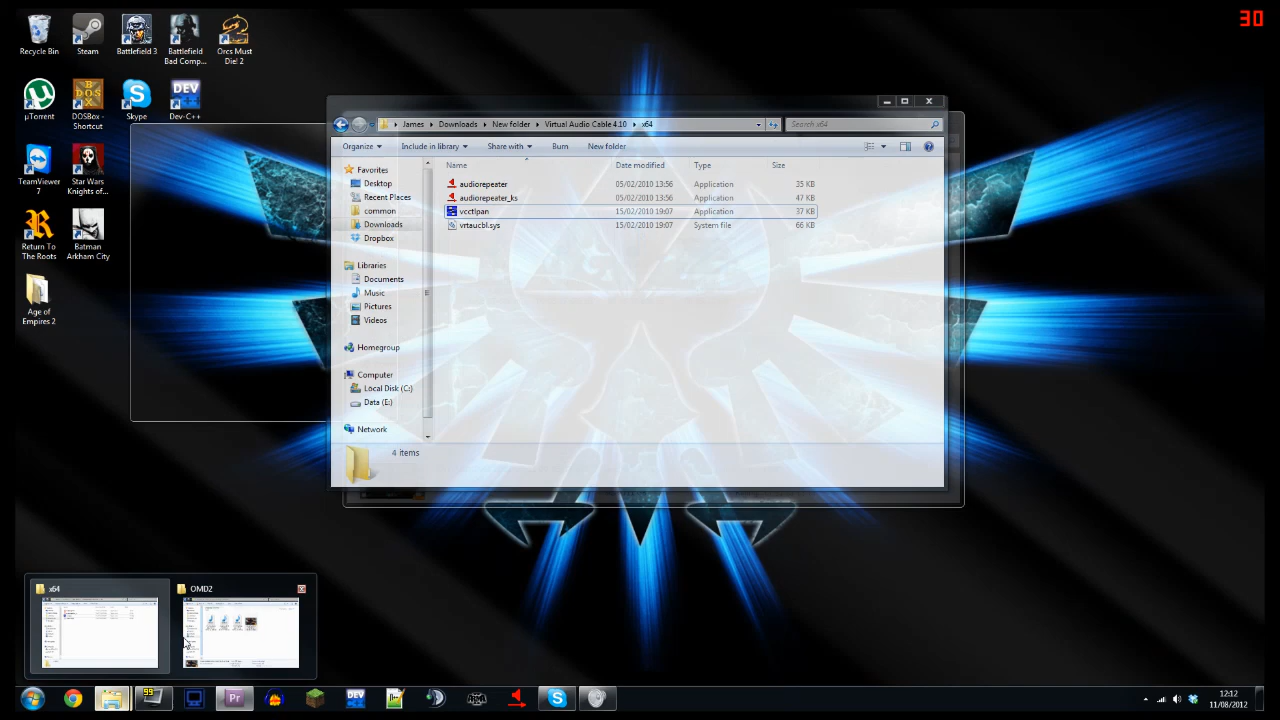 30
Recycle Bin
Steam
Battlefield 3
Battlefield Bad Comp...
Orcs Must Die! 2
µTorrent
DOSBox - Shortcut
Skype
Dev-C++
TeamViewer 7
Star Wars Knights of...
Return To The Roots
Batman Arkham City
Age of Empires 2
James
Downloads
New folder
Virtual Audio Cable 4.10
x64
Search x64
Organize
Include in library
Share with
Burn
New folder
Favorites
Desktop
Recent Places
common
Downloads
Dropbox
Libraries
Documents
Music
Pictures
Videos
Homegroup
Computer
Local Disk (C:)
Data (E:)
Network
Name
Date modified
Type
Size
audiorepeater
05/02/2010 13:56
Application
35 KB
audiorepeater_ks
05/02/2010 13:56
Application
47 KB
vcctlpan
15/02/2010 19:07
Application
37 KB
vrtaucbl.sys
15/02/2010 19:07
System file
66 KB
4 items
x64
OMD2
99
Pr
DEV
12:12
11/08/2012